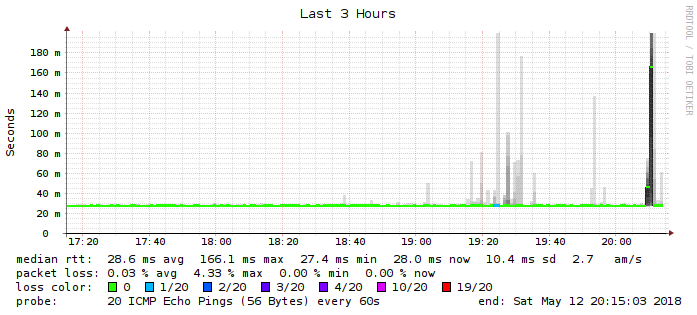 Last 3 Hours
RRDTOOL / TOBI OETIKER
Seconds
180 m
160 m
140 m
120 m
100 m
80 m
60 m
40 m
20 m
0
17:20 17:40 18:00 18:20 18:40 19:00 19:20 19:40 20:00
median rtt: 28.6 ms avg 166.1 ms max 27.4 ms min 28.0 ms now 10.4 ms sd 2.7 am/s
packet loss: 0.03 % avg 4.33 % max 0.00 % min 0.00 % now
loss color: 0 1/20 2/20 3/20 4/20 10/20 19/20
probe: 20 ICMP Echo Pings (56 Bytes) every 60s end: Sat May 12 20:15:03 2018